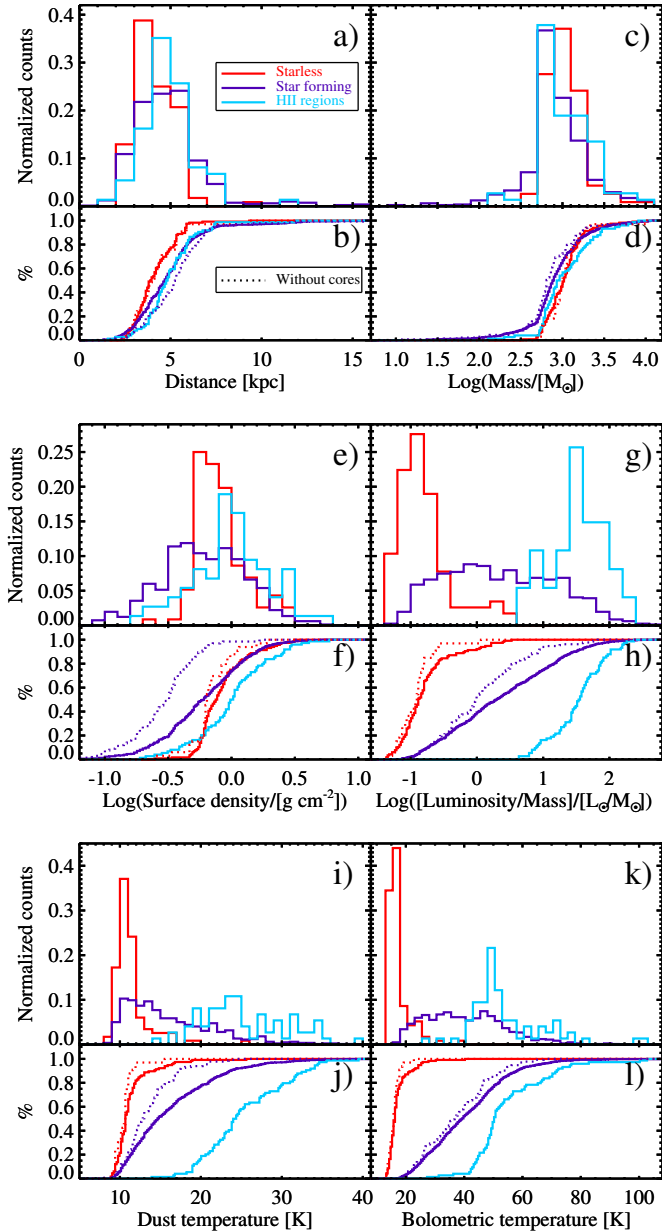 a)
c)
Normalized counts
0.4
0.3
0.2
0.1
0.0
Starless
Star forming
HII regions
b)
d)
%
1.0
0.8
0.6
0.4
0.2
0.0
Without cores
0 5 10 15
1.0 1.5 2.0 2.5 3.0 3.5 4.0
Distance [kpc]
Log(Mass/[M☉])
e)
g)
Normalized counts
0.25
0.20
0.15
0.10
0.05
0.00
f)
h)
%
1.0
0.8
0.6
0.4
0.2
0.0
-1.0 -0.5 0.0 0.5 1.0
-1 0 1 2
Log(Surface density/[g cm⁻²])
Log([Luminosity/Mass]/[L☉/M☉])
i)
k)
Normalized counts
0.4
0.3
0.2
0.1
0.0
j)
l)
%
1.0
0.8
0.6
0.4
0.2
0.0
10 20 30 40
20 40 60 80 100
Dust temperature [K]
Bolometric temperature [K]